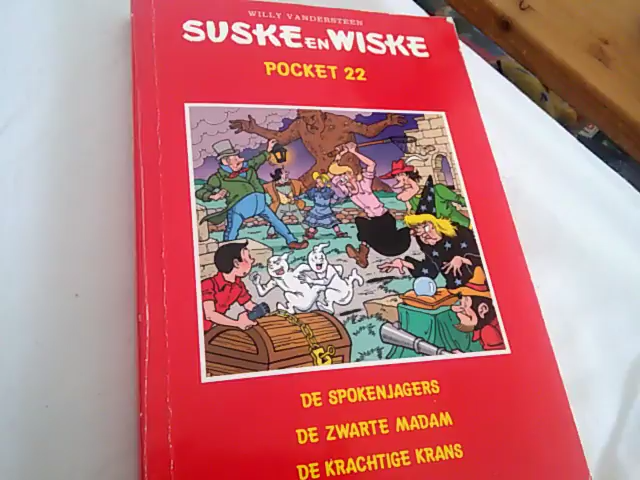 WILLY VANDERSTEEN
SUSKE EN WISKE
POCKET 22
DE SPOKENJAGERS
DE ZWARTE MADAM
DE KRACHTIGE KRANS